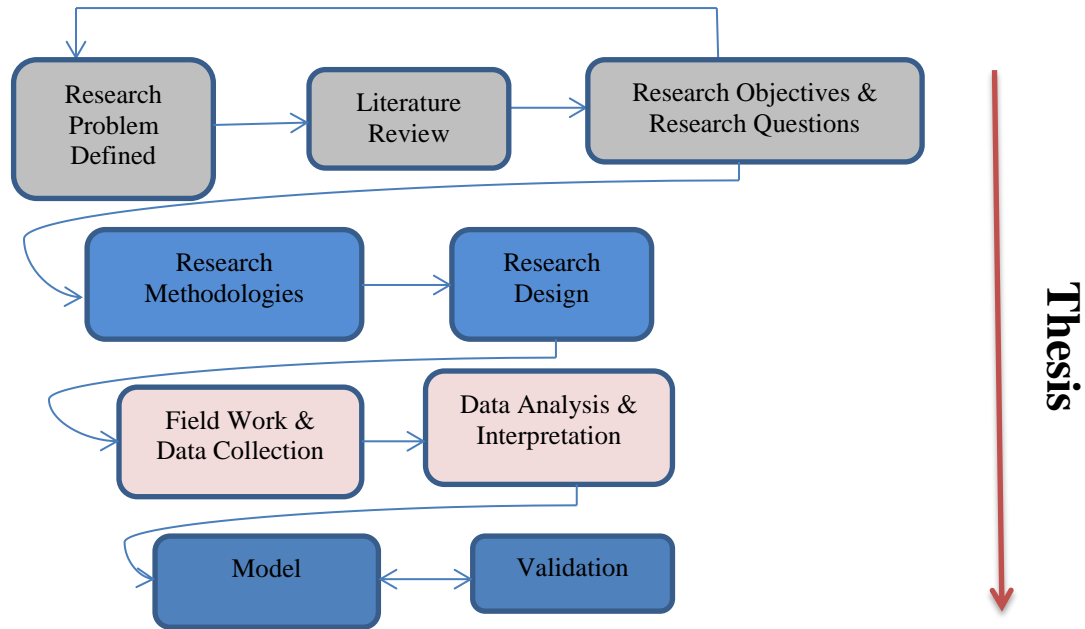 Research
Problem
Defined
Literature
Review
Research Objectives &
Research Questions
Research
Methodologies
Research
Design
Field Work &
Data Collection
Data Analysis &
Interpretation
Model
Validation
Thesis